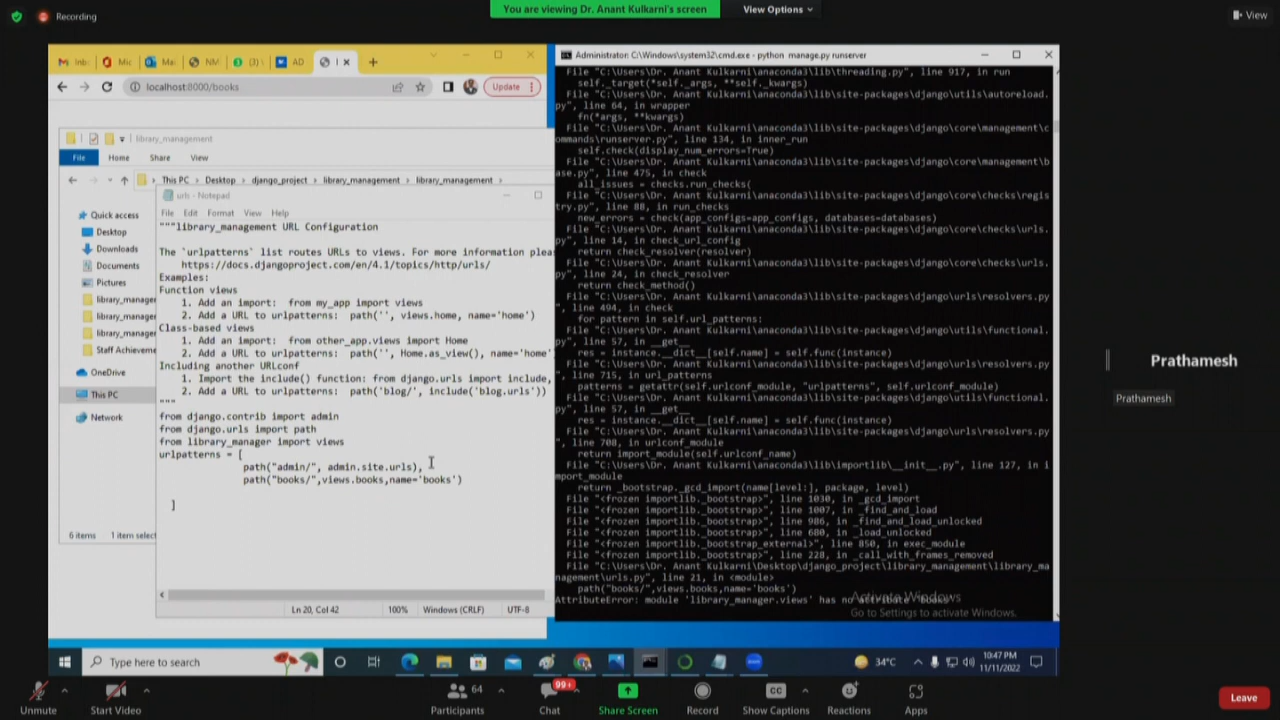 Recording
You are viewing Dr. Anant Kulkarni's screen
View Options
View
Inb
Mic
Mai
NM
(3)
AD
localhost:8000/books
Update
library_management
File Home Share View
This PC Desktop django_project library_management library_management
Quick access
Desktop
Downloads
Documents
Pictures
library_manage
library_manage
library_manage
Staff Achieveme
OneDrive
This PC
Network
6 items 1 item select
urls - Notepad
File Edit Format View Help
"""library_management URL Configuration
The `urlpatterns` list routes URLs to views. For more information plea
https://docs.djangoproject.com/en/4.1/topics/http/urls/
Examples:
Function views
1. Add an import:  from my_app import views
2. Add a URL to urlpatterns:  path('', views.home, name='home')
Class-based views
1. Add an import:  from other_app.views import Home
2. Add a URL to urlpatterns:  path('', Home.as_view(), name='home'
Including another URLconf
1. Import the include() function: from django.urls import include,
2. Add a URL to urlpatterns:  path('blog/', include('blog.urls'))
"""
from django.contrib import admin
from django.urls import path
from library_manager import views
urlpatterns = [
path("admin/", admin.site.urls),
path("books/",views.books,name='books')
]
Ln 20, Col 42 100% Windows (CRLF) UTF-8
Administrator: C:\Windows\system32\cmd.exe - python manage.py runserver
File "C:\Users\Dr. Anant Kulkarni\anaconda3\lib\threading.py", line 917, in run
self._target(*self._args, **self._kwargs)
File "C:\Users\Dr. Anant Kulkarni\anaconda3\lib\site-packages\django\utils\autoreload.
py", line 64, in wrapper
fn(*args, **kwargs)
File "C:\Users\Dr. Anant Kulkarni\anaconda3\lib\site-packages\django\core\management\c
ommands\runserver.py", line 134, in inner_run
self.check(display_num_errors=True)
File "C:\Users\Dr. Anant Kulkarni\anaconda3\lib\site-packages\django\core\management\b
ase.py", line 475, in check
all_issues = checks.run_checks(
File "C:\Users\Dr. Anant Kulkarni\anaconda3\lib\site-packages\django\core\checks\regis
try.py", line 88, in run_checks
new_errors = check(app_configs=app_configs, databases=databases)
File "C:\Users\Dr. Anant Kulkarni\anaconda3\lib\site-packages\django\core\checks\urls.
py", line 14, in check_url_config
return check_resolver(resolver)
File "C:\Users\Dr. Anant Kulkarni\anaconda3\lib\site-packages\django\core\checks\urls.
py", line 24, in check_resolver
return check_method()
File "C:\Users\Dr. Anant Kulkarni\anaconda3\lib\site-packages\django\urls\resolvers.py
", line 494, in check
for pattern in self.url_patterns:
File "C:\Users\Dr. Anant Kulkarni\anaconda3\lib\site-packages\django\utils\functional.
py", line 57, in __get__
res = instance.__dict__[self.name] = self.func(instance)
File "C:\Users\Dr. Anant Kulkarni\anaconda3\lib\site-packages\django\urls\resolvers.py
", line 715, in url_patterns
patterns = getattr(self.urlconf_module, "urlpatterns", self.urlconf_module)
File "C:\Users\Dr. Anant Kulkarni\anaconda3\lib\site-packages\django\utils\functional.
py", line 57, in __get__
res = instance.__dict__[self.name] = self.func(instance)
File "C:\Users\Dr. Anant Kulkarni\anaconda3\lib\site-packages\django\urls\resolvers.py
", line 708, in urlconf_module
return import_module(self.urlconf_name)
File "C:\Users\Dr. Anant Kulkarni\anaconda3\lib\importlib\__init__.py", line 127, in i
mport_module
return _bootstrap._gcd_import(name[level:], package, level)
File "<frozen importlib._bootstrap>", line 1030, in _gcd_import
File "<frozen importlib._bootstrap>", line 1007, in _find_and_load
File "<frozen importlib._bootstrap>", line 986, in _find_and_load_unlocked
File "<frozen importlib._bootstrap>", line 680, in _load_unlocked
File "<frozen importlib._bootstrap_external>", line 850, in exec_module
File "<frozen importlib._bootstrap>", line 228, in _call_with_frames_removed
File "C:\Users\Dr. Anant Kulkarni\Desktop\django_project\library_management\library_ma
nagement\urls.py", line 21, in <module>
path("books/",views.books,name='books')
AttributeError: module 'library_manager.views' has no attribute 'books'
Activate Windows
Go to Settings to activate Windows.
Prathamesh
Prathamesh
Type here to search
34°C
10:47 PM
11/11/2022
Unmute
Start Video
64
Participants
99+
Chat
Share Screen
Record
CC
Show Captions
Reactions
Apps
Leave